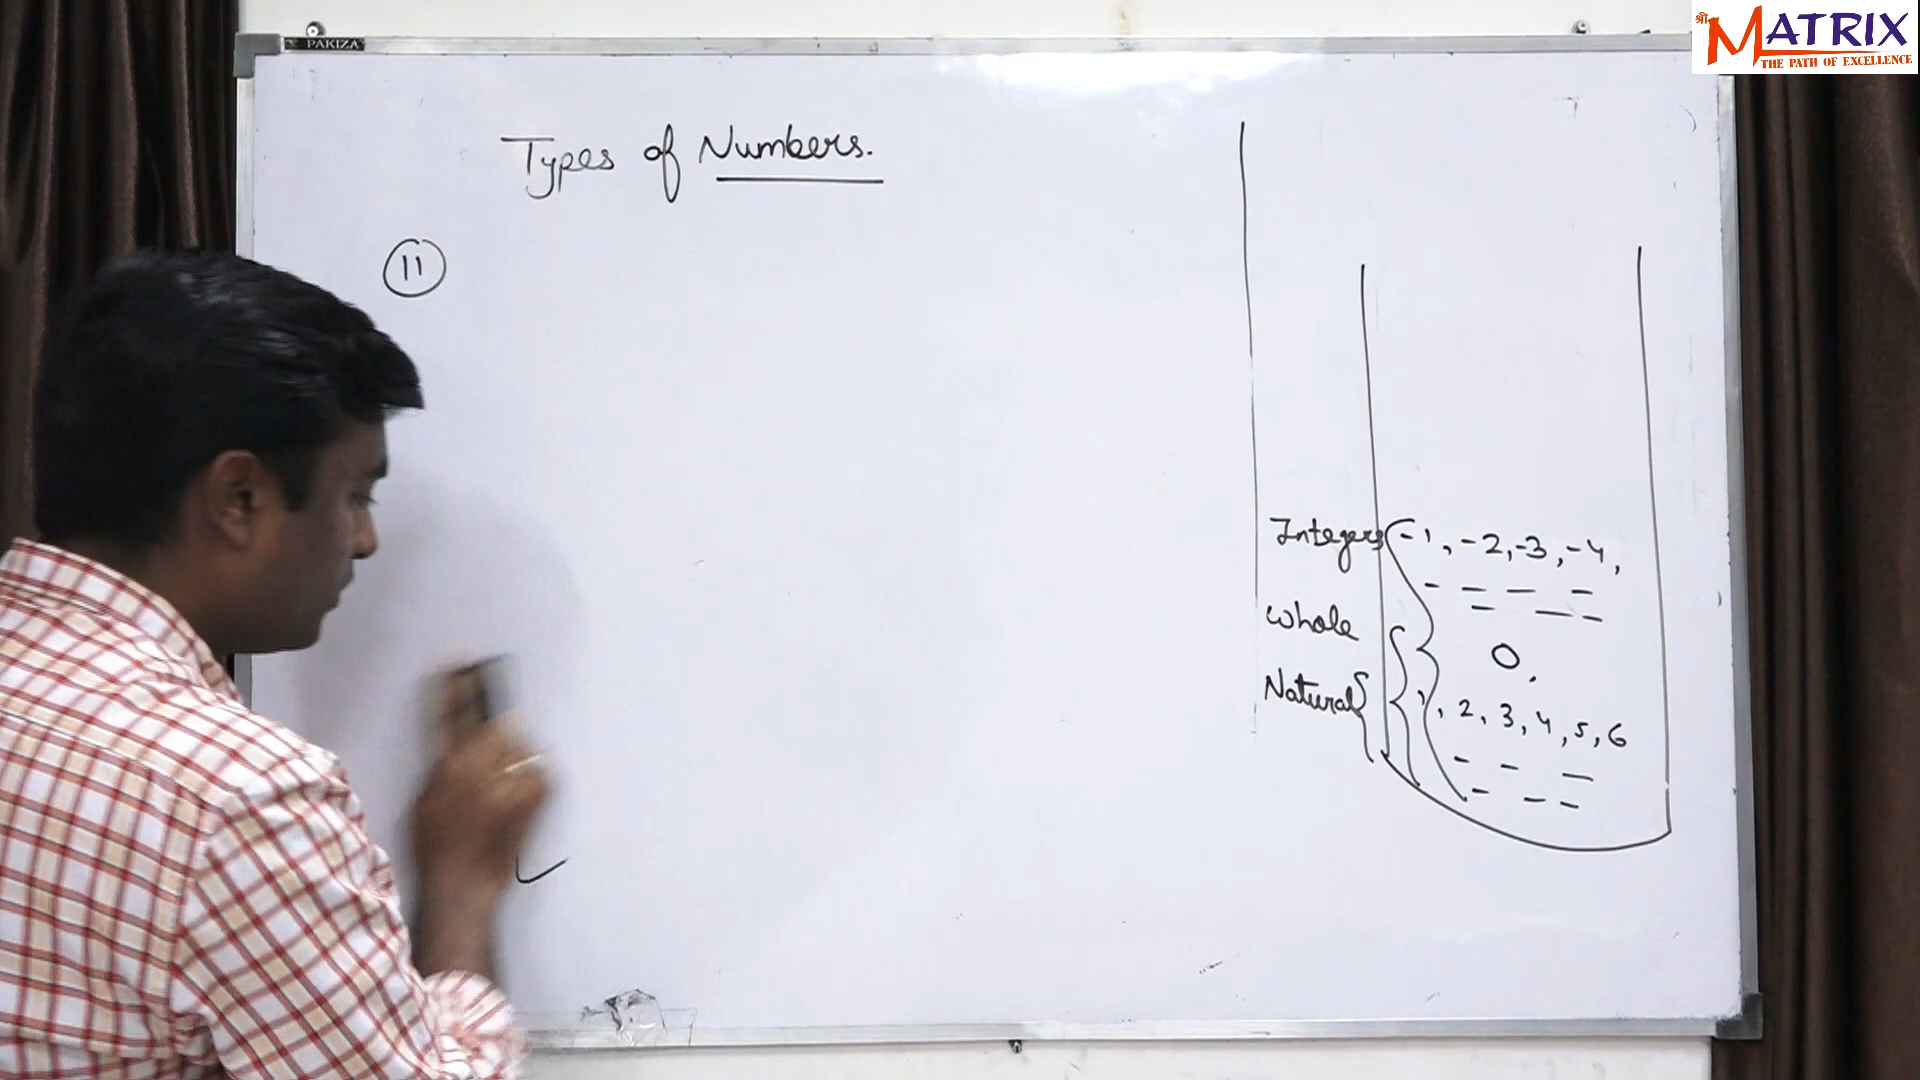 PAKIZA
श्री MATRIX
THE PATH OF EXCELLENCE
Types of Numbers.
11
Integers -1, -2, -3, -4,
Whole
0,
Natural 1, 2, 3, 4, 5, 6